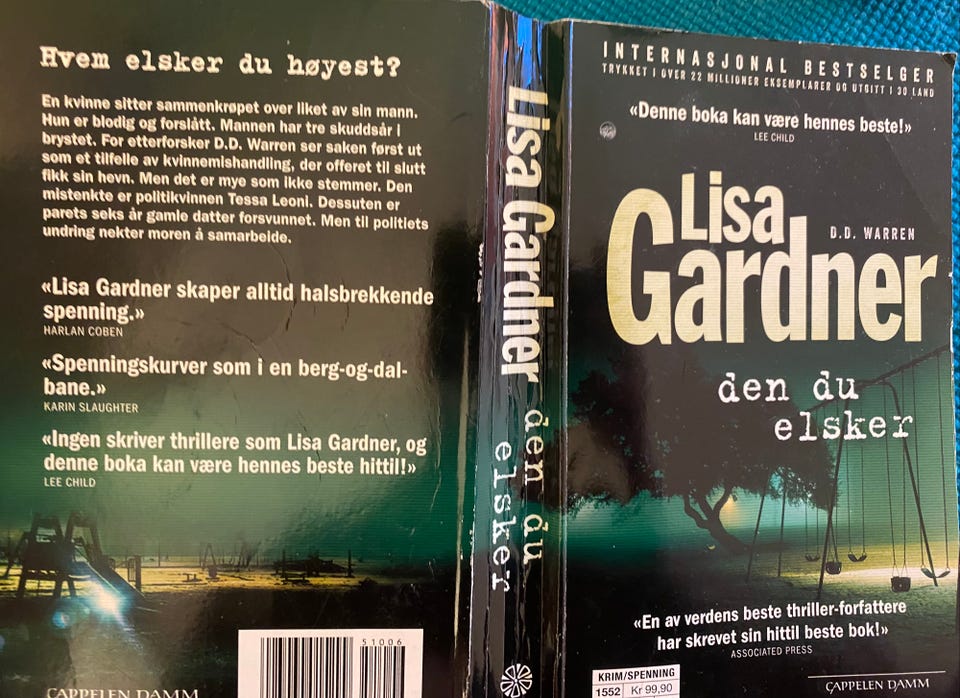 Hvem elsker du høyest?
En kvinne sitter sammenkrøpet over liket av sin mann.
Hun er blodig og forslått. Mannen har tre skuddsår i
brystet. For etterforsker D.D. Warren ser saken først ut
som et tilfelle av kvinnemishandling, der offeret til slutt
fikk sin hevn. Men det er mye som ikke stemmer. Den
mistenkte er politikvinnen Tessa Leoni. Dessuten er
parets seks år gamle datter forsvunnet. Men til politiets
undring nekter moren å samarbeide.
«Lisa Gardner skaper alltid halsbrekkende
spenning.»
HARLAN COBEN
«Spenningskurver som i en berg-og-dal-
bane.»
KARIN SLAUGHTER
«Ingen skriver thrillere som Lisa Gardner, og
denne boka kan være hennes beste hittil!»
LEE CHILD
51006
CAPPELEN DAMM
Lisa Gardner den du
elsker
INTERNASJONAL BESTSELGER
TRYKKET I OVER 22 MILLIONER EKSEMPLARER OG UTGITT I 30 LAND
«Denne boka kan være hennes beste!»
LEE CHILD
Lisa
D.D. WARREN
Gardner
den du
elsker
«En av verdens beste thriller-forfattere
har skrevet sin hittil beste bok!»
ASSOCIATED PRESS
KRIM/SPENNING
1552 Kr 99,90
CAPPELEN DAMM